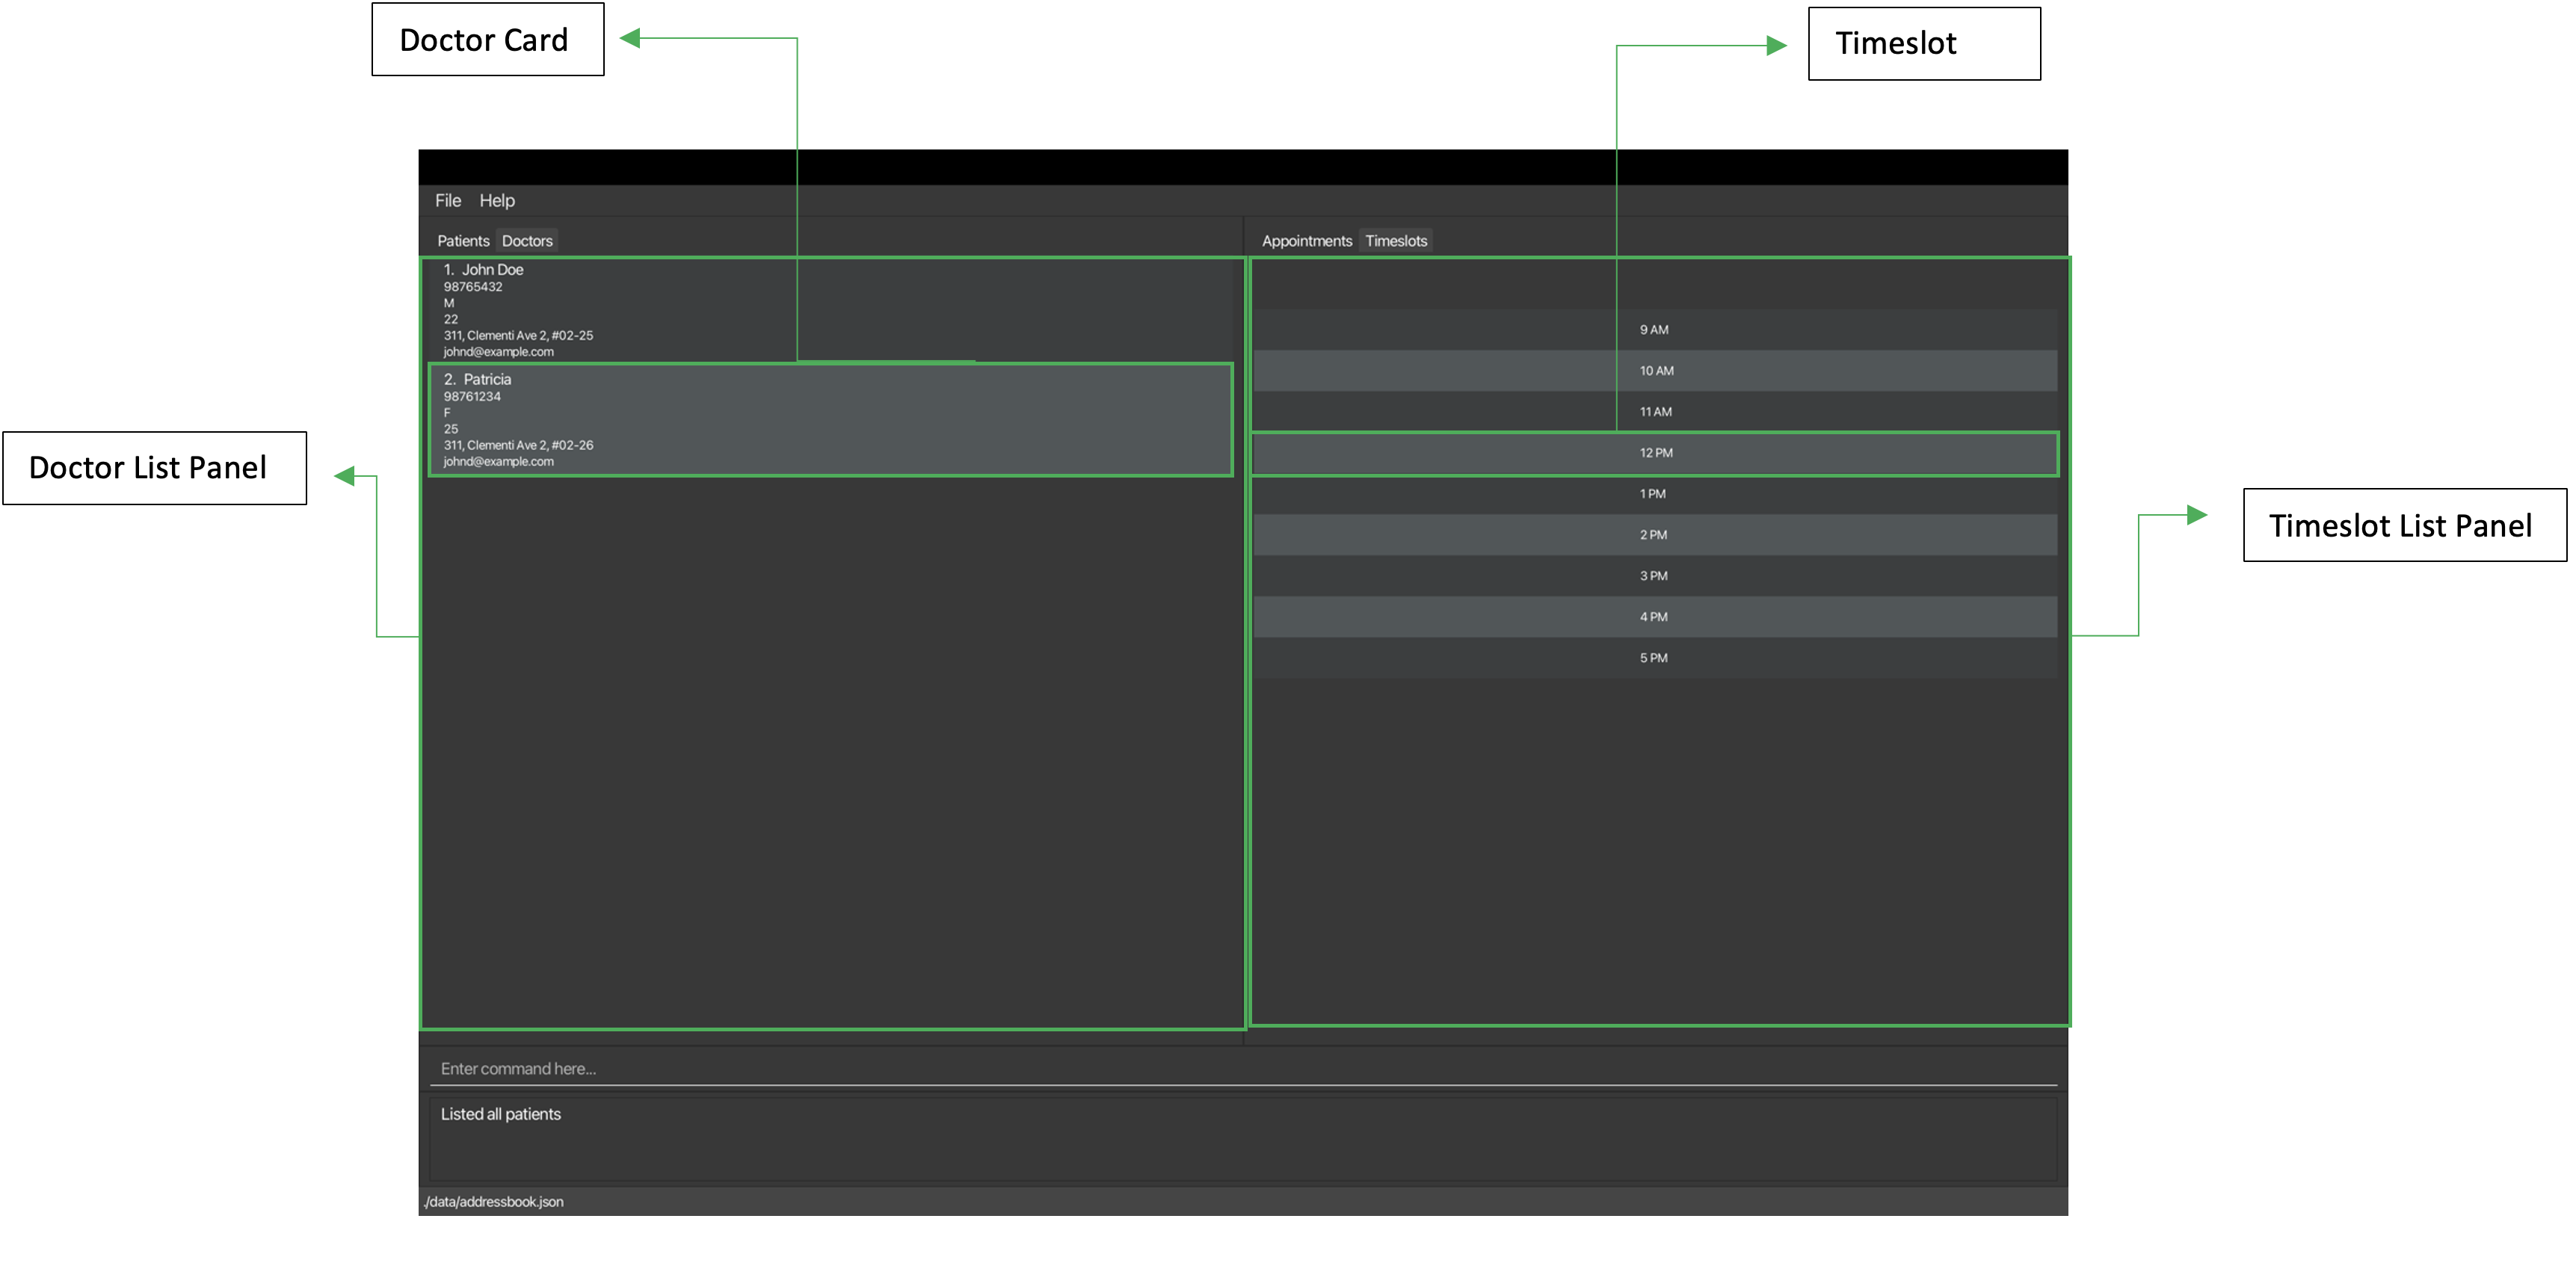 Doctor Card
Timeslot
File Help
Patients Doctors
Appointments Timeslots
1. John Doe
98765432
M
22
311, Clementi Ave 2, #02-25
johnd@example.com
2. Patricia
98761234
F
25
311, Clementi Ave 2, #02-26
johnd@example.com
9 AM
10 AM
11 AM
12 PM
1 PM
2 PM
3 PM
4 PM
5 PM
Doctor List Panel
Timeslot List Panel
Enter command here...
Listed all patients
./data/addressbook.json